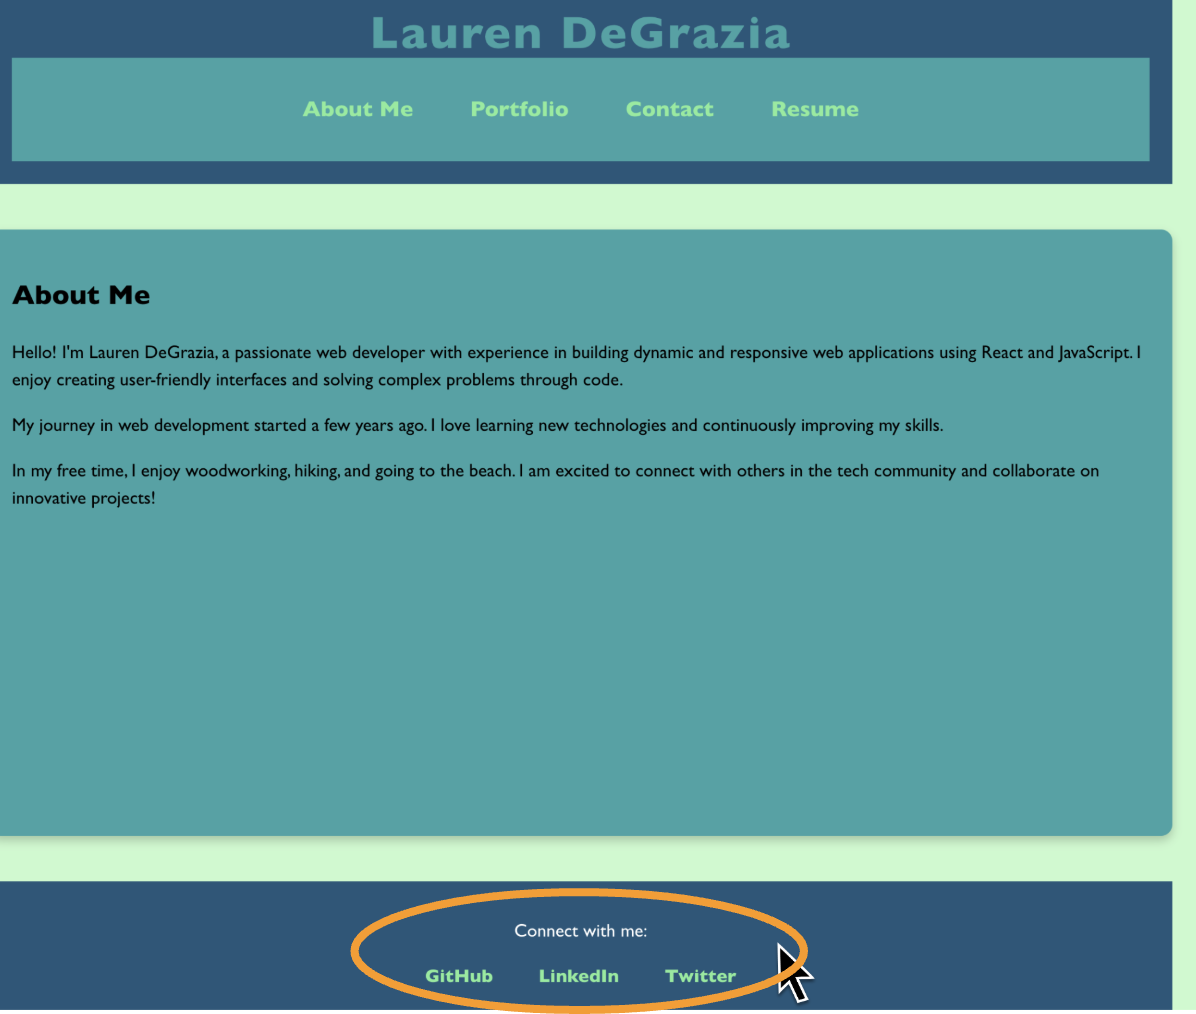 Lauren DeGrazia
About Me Portfolio Contact Resume
About Me
Hello! I'm Lauren DeGrazia, a passionate web developer with experience in building dynamic and responsive web applications using React and JavaScript. I
enjoy creating user-friendly interfaces and solving complex problems through code.
My journey in web development started a few years ago. I love learning new technologies and continuously improving my skills.
In my free time, I enjoy woodworking, hiking, and going to the beach. I am excited to connect with others in the tech community and collaborate on
innovative projects!
Connect with me:
GitHub LinkedIn Twitter